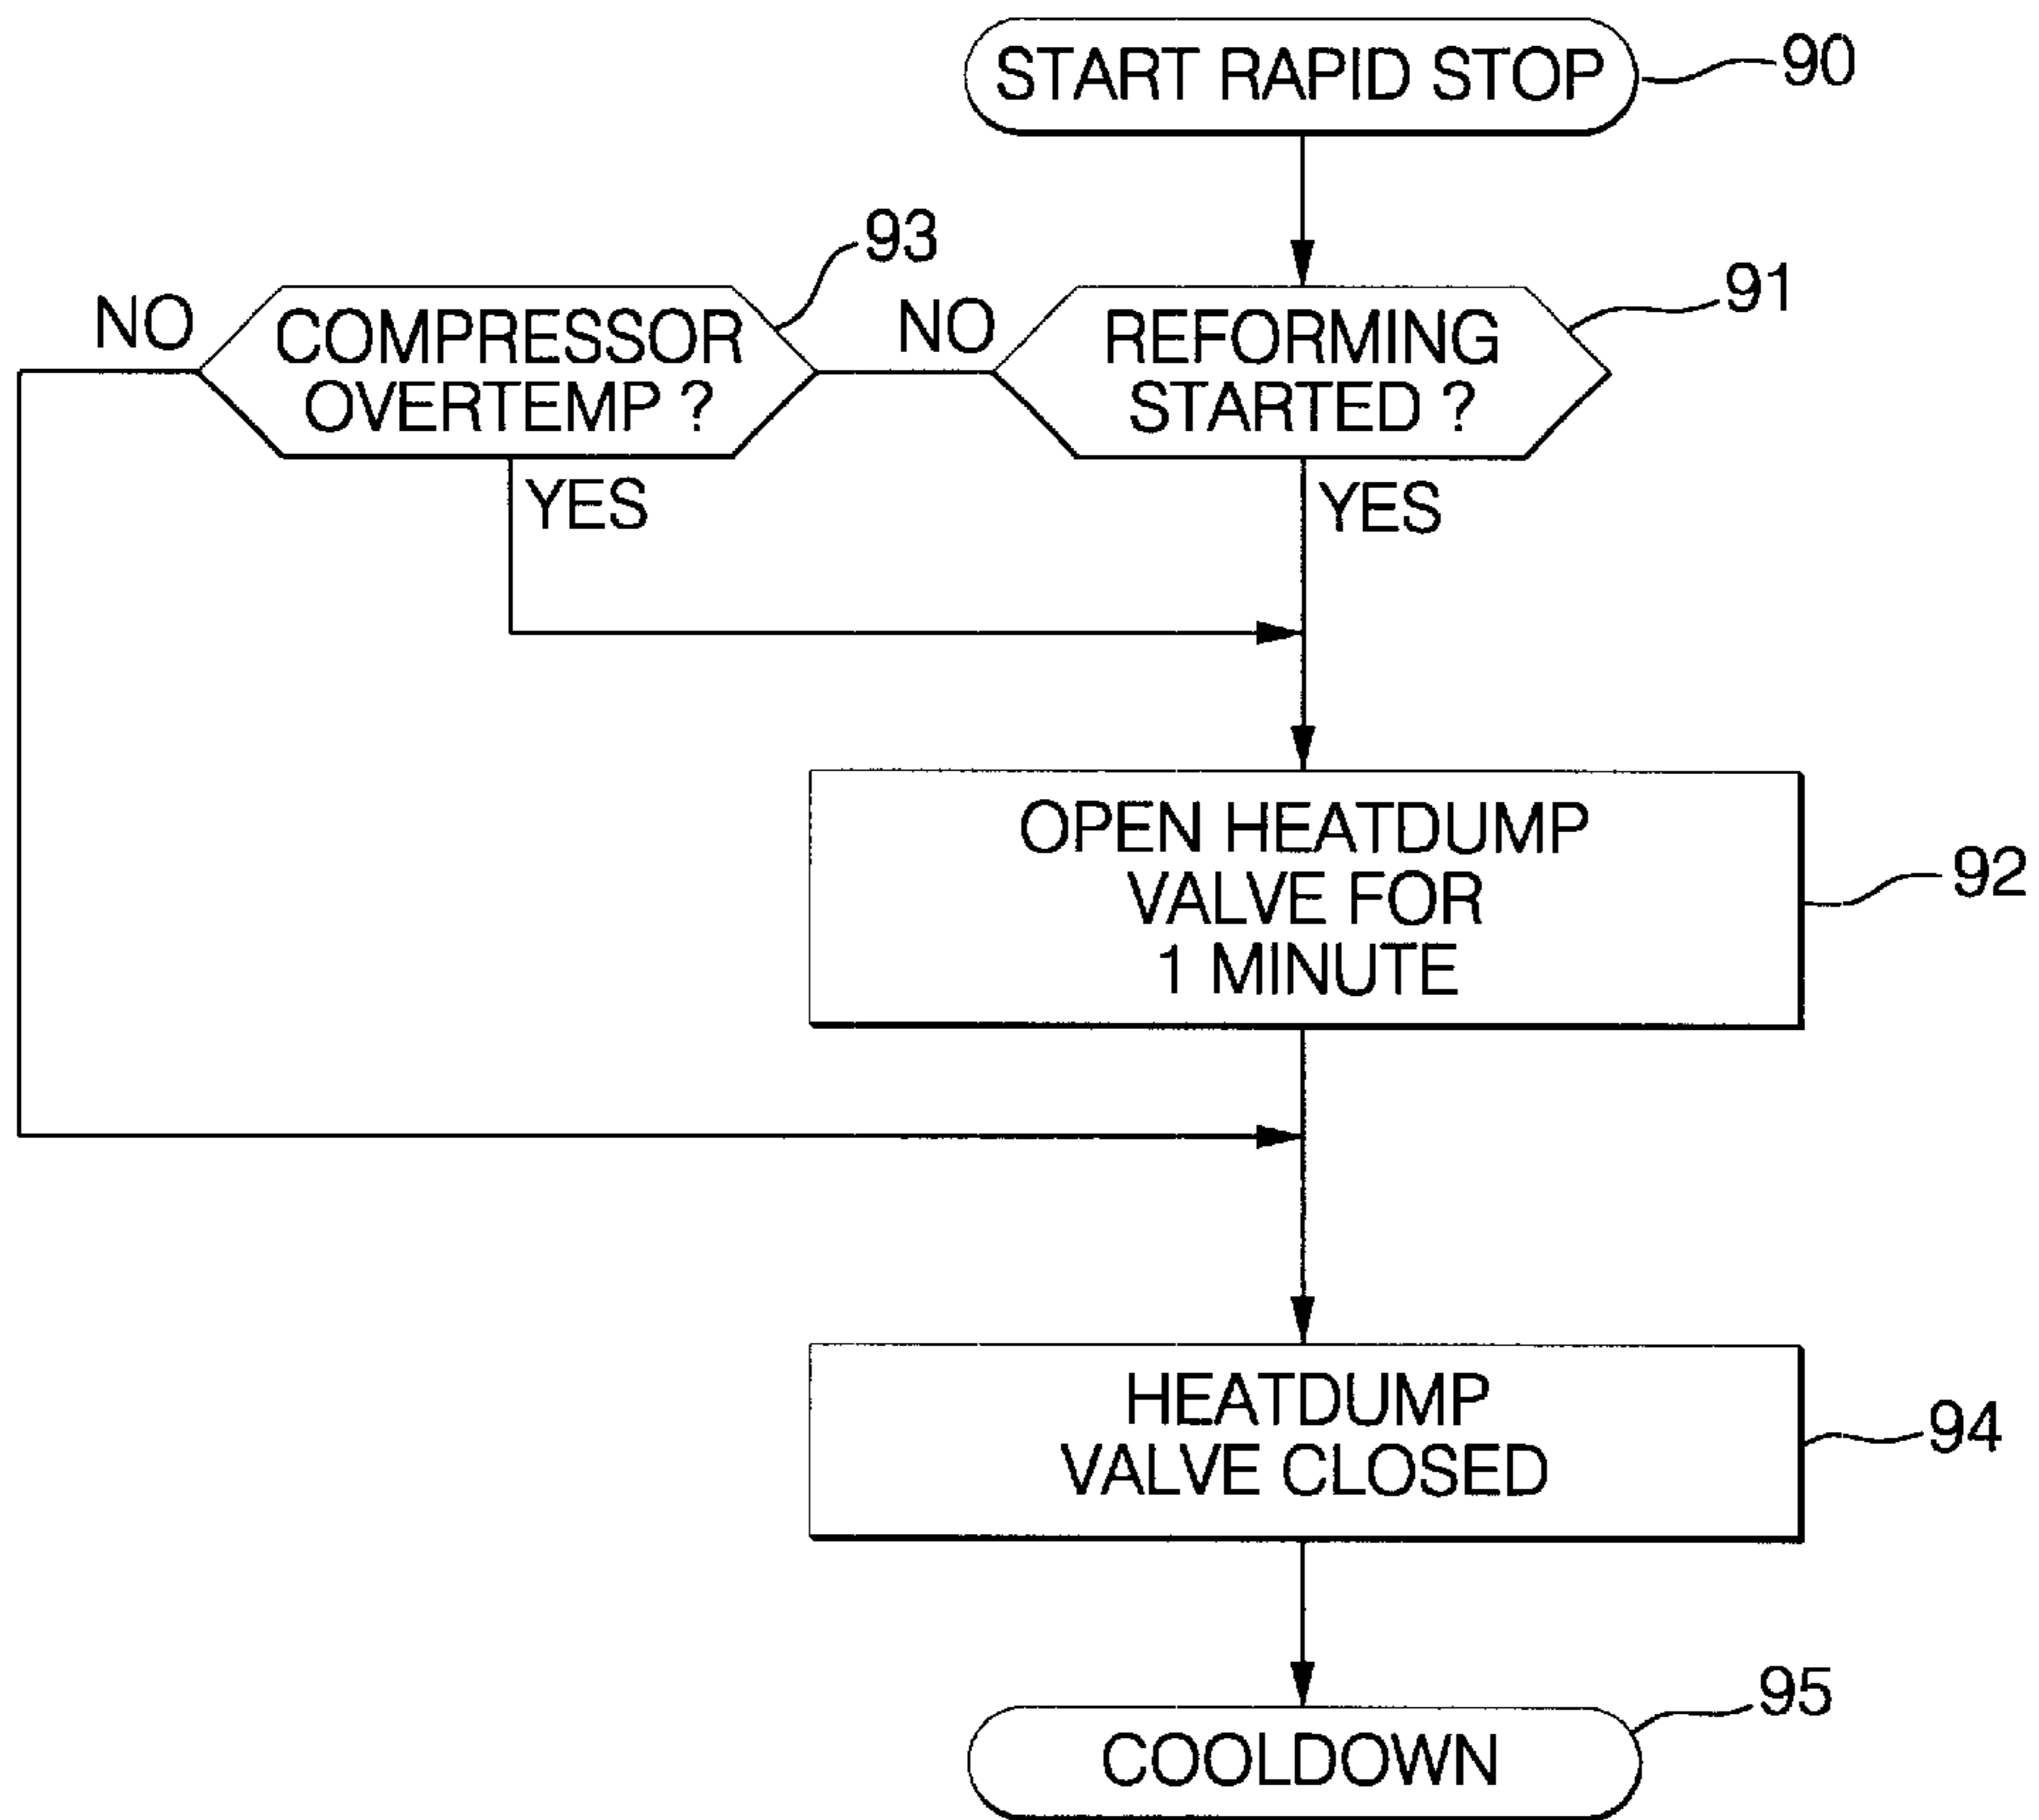 START RAPID STOP
90
93
91
NO
COMPRESSOR
OVERTEMP ?
NO
REFORMING
STARTED ?
YES
YES
OPEN HEATDUMP
VALVE FOR
1 MINUTE
92
HEATDUMP
VALVE CLOSED
94
95
COOLDOWN